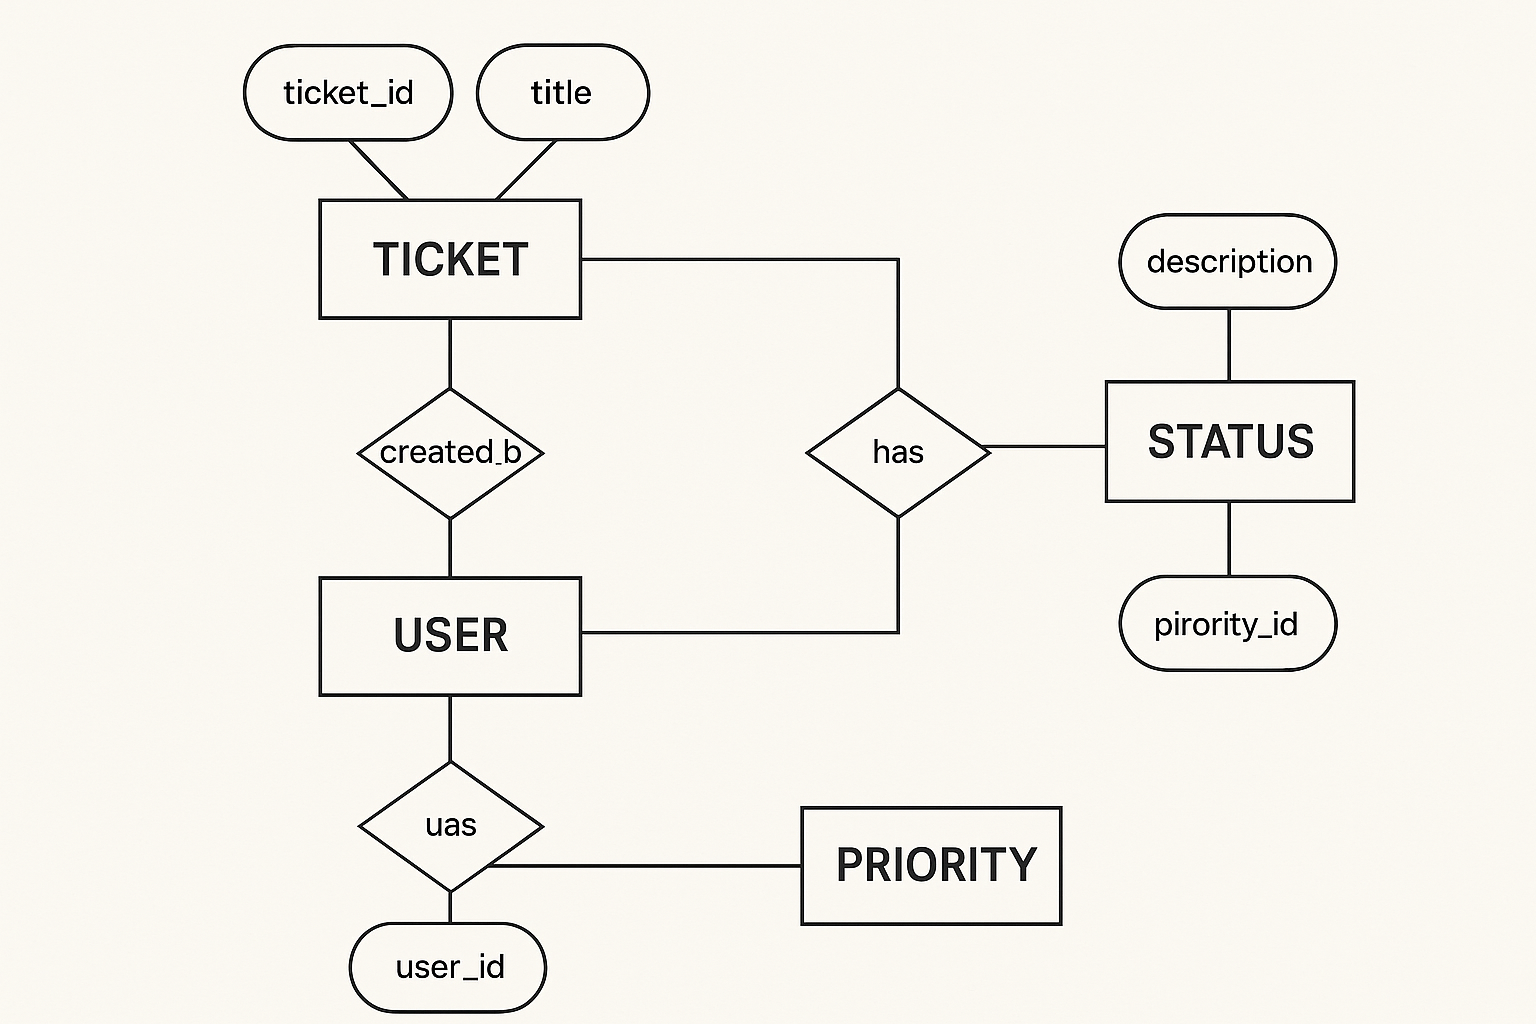 ticket_id
title
TICKET
description
created_b
has
STATUS
USER
pirority_id
uas
PRIORITY
user_id